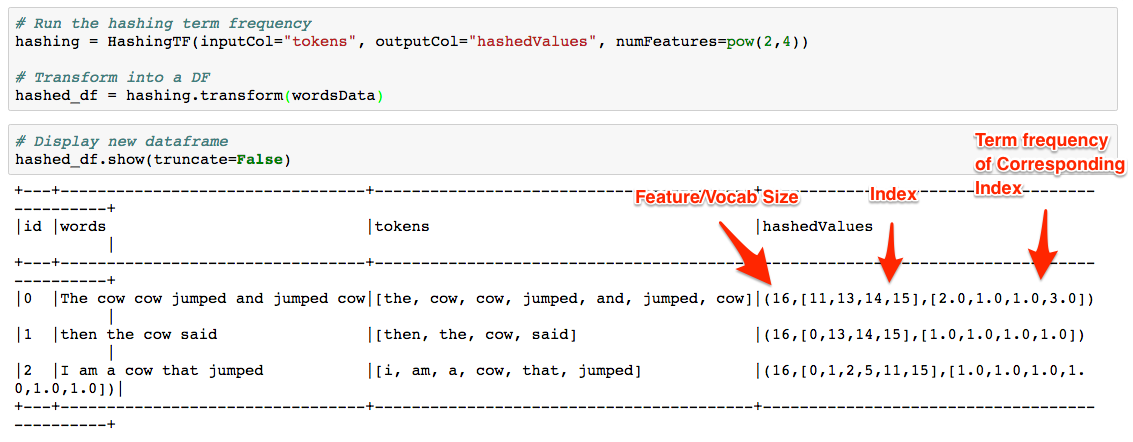 # Run the hashing term frequency
hashing = HashingTF(inputCol="tokens", outputCol="hashedValues", numFeatures=pow(2,4))
# Transform into a DF
hashed_df = hashing.transform(wordsData)
# Display new dataframe
hashed_df.show(truncate=False)
Term frequency
of Corresponding
Index
Feature/Vocab Size
Index
+---+-------------------------------+--------------------------------------+----------------------------------
----------+
|id |words |tokens |hashedValues
|
+---+-------------------------------+--------------------------------------+----------------------------------
----------+
|0 |The cow cow jumped and jumped cow|[the, cow, cow, jumped, and, jumped, cow]|(16,[11,13,14,15],[2.0,1.0,1.0,3.0])
|
|1 |then the cow said |[then, the, cow, said] |(16,[0,13,14,15],[1.0,1.0,1.0,1.0])
|
|2 |I am a cow that jumped |[i, am, a, cow, that, jumped] |(16,[0,1,2,5,11,15],[1.0,1.0,1.0,1.
0,1.0,1.0])|
+---+-------------------------------+--------------------------------------+----------------------------------
----------+